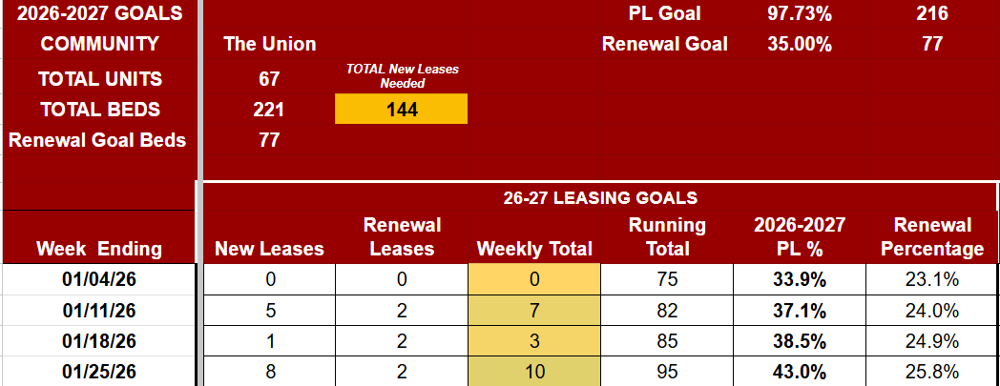 2026-2027 GOALS PL Goal 97.73% 216
COMMUNITY The Union Renewal Goal 35.00% 77
TOTAL UNITS 67 TOTAL New Leases Needed
TOTAL BEDS 221 144
Renewal Goal Beds 77
26-27 LEASING GOALS
Week Ending New Leases Renewal Leases Weekly Total Running Total 2026-2027 PL % Renewal Percentage
01/04/26 0 0 0 75 33.9% 23.1%
01/11/26 5 2 7 82 37.1% 24.0%
01/18/26 1 2 3 85 38.5% 24.9%
01/25/26 8 2 10 95 43.0% 25.8%